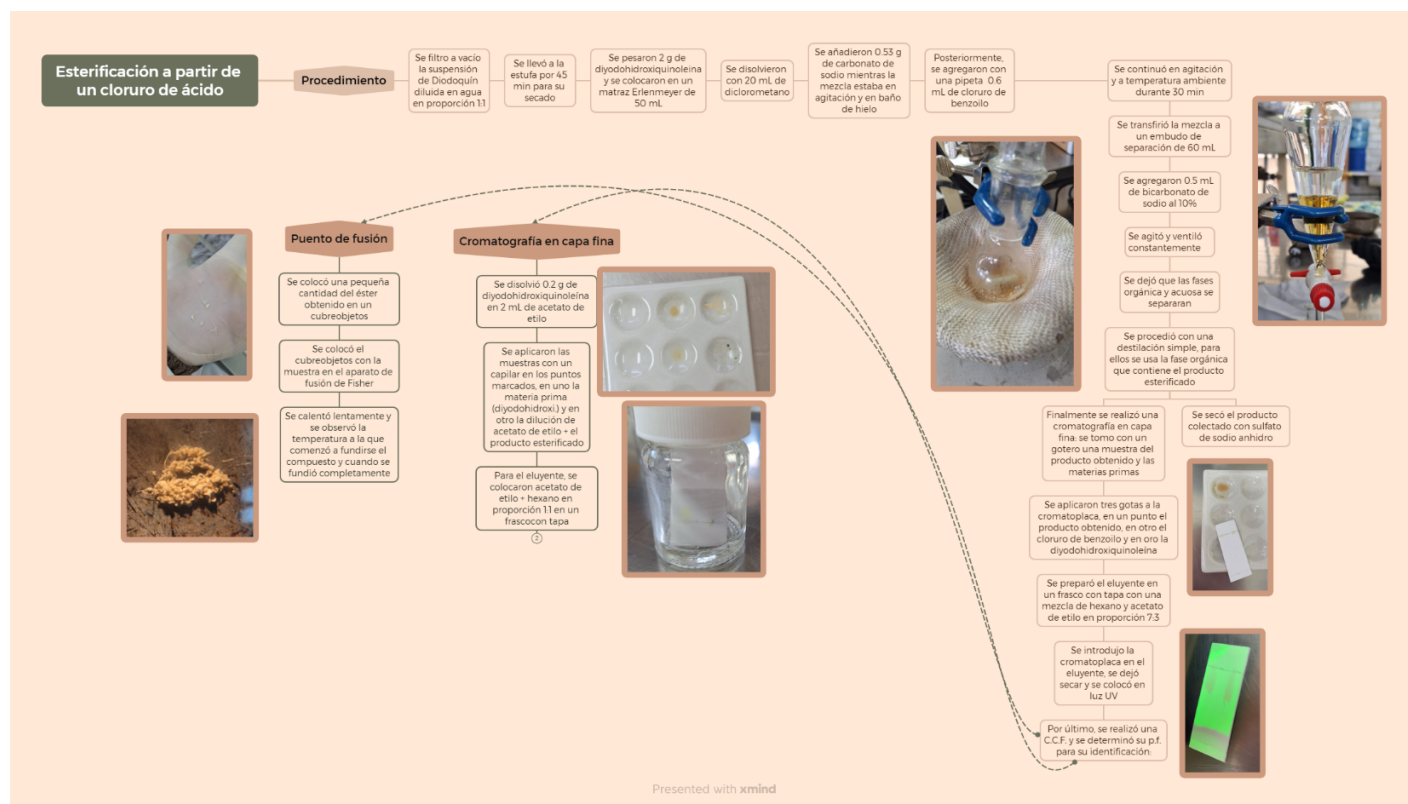 Esterificación a partir de
un cloruro de ácido
Procedimiento
Se filtro a vacío
la suspensión
de Diodoquín
diluida en agua
en proporción 1:1
Se llevó a la
estufa por 45
min para su
secado
Se pesaron 2 g de
diyodohidroxiquinoleina
y se colocaron en un
matraz Erlenmeyer de
50 mL
Se disolvieron
con 20 mL de
diclorometano
Se añadieron 0.53 g
de carbonato de
sodio mientras la
mezcla estaba en
agitación y en baño
de hielo
Posteriormente,
se agregaron con
una pipeta 0.6
mL de cloruro de
benzoilo
Se continuó en agitación
y a temperatura ambiente
durante 30 min
Se transfirió la mezcla a
un embudo de
separación de 60 mL
Se agregaron 0.5 mL
de bicarbonato de
sodio al 10%
Se agitó y ventiló
constantemente
Se dejó que las fases
orgánica y acuosa se
separaran
Se procedió con una
destilación simple, para
ellos se usa la fase orgánica
que contiene el producto
esterificado
Finalmente se realizó una
cromatografía en capa
fina: se tomo con un
gotero una muestra del
producto obtenido y las
materias primas
Se secó el producto
colectado con sulfato
de sodio anhidro
Se aplicaron tres gotas a la
cromatoplaca, en un punto el
producto obtenido, en otro el
cloruro de benzoilo y en oro la
diyodohidroxiquinoleína
Se preparó el eluyente en
un frasco con tapa con una
mezcla de hexano y acetato
de etilo en proporción 7:3
Se introdujo la
cromatoplaca en el
eluyente, se dejó
secar y se colocó en
luz UV
Por último, se realizó una
C.C.F. y se determinó su p.f.
para su identificación:
Puento de fusión
Se colocó una pequeña
cantidad del éster
obtenido en un
cubreobjetos
Se colocó el
cubreobjetos con la
muestra en el aparato de
fusión de Fisher
Se calentó lentamente y
se observó la
temperatura a la que
comenzó a fundirse el
compuesto y cuando se
fundió completamente
Cromatografía en capa fina
Se disolvió 0.2 g de
diyodohidroxiquinoleína
en 2 mL de acetato de
etilo
Se aplicaron las
muestras con un
capilar en los puntos
marcados, en uno la
materia prima
(diyodohidroxi.) y en
otro la dilución de
acetato de etilo + el
producto esterificado
Para el eluyente, se
colocaron acetato de
etilo + hexano en
proporción 1:1 en un
frascocon tapa
2
Presented with xmind